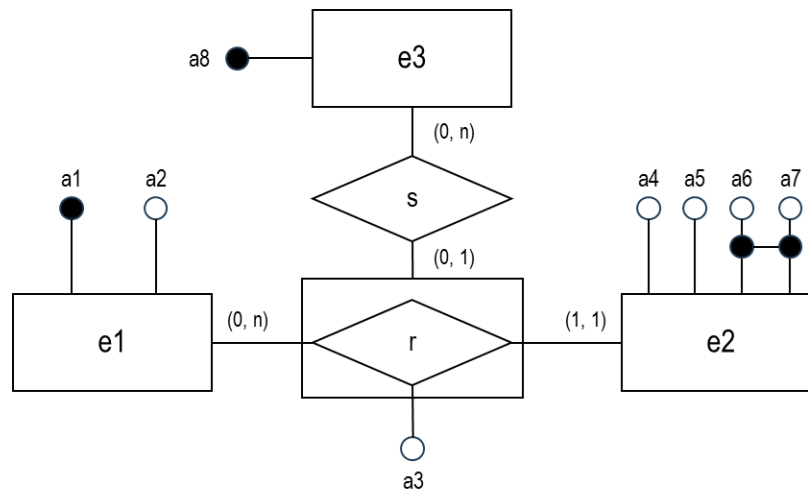 e3
a8
(0, n)
s
(0, 1)
a1
a2
a4
a5
a6
a7
e1
(0, n)
r
(1, 1)
e2
a3